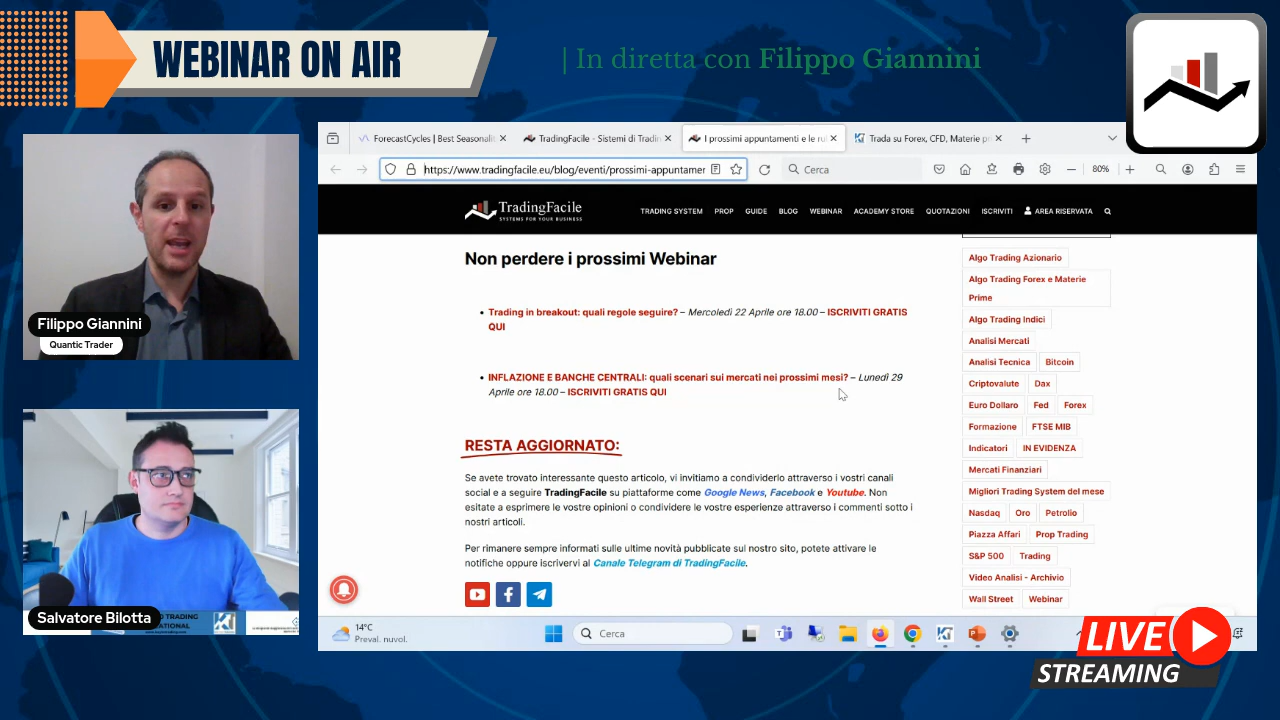 WEBINAR ON AIR
| In diretta con Filippo Giannini
Filippo Giannini
Quantic Trader
Salvatore Bilotta
ForecastCycles | Best Seasonalit
TradingFacile - Sistemi di Tradin
I prossimi appuntamenti e le rul
Trada su Forex, CFD, Materie pr
https://www.tradingfacile.eu/blog/eventi/prossimi-appuntamer
Cerca
80%
TradingFacile
SYSTEMS FOR YOUR BUSINESS
TRADING SYSTEM PROP GUIDE BLOG WEBINAR ACADEMY STORE QUOTAZIONI ISCRIVITI AREA RISERVATA
Non perdere i prossimi Webinar
• Trading in breakout: quali regole seguire? – Mercoledì 22 Aprile ore 18.00 – ISCRIVITI GRATIS
QUI
• INFLAZIONE E BANCHE CENTRALI: quali scenari sui mercati nei prossimi mesi? – Lunedì 29
Aprile ore 18.00 – ISCRIVITI GRATIS QUI
RESTA AGGIORNATO:
Se avete trovato interessante questo articolo, vi invitiamo a condividerlo attraverso i vostri canali
social e a seguire TradingFacile su piattaforme come Google News, Facebook e Youtube. Non
esitate a esprimere le vostre opinioni o condividere le vostre esperienze attraverso i commenti sotto i
nostri articoli.
Per rimanere sempre informati sulle ultime novità pubblicate sul nostro sito, potete attivare le
notifiche oppure iscrivervi al Canale Telegram di TradingFacile.
Algo Trading Azionario
Algo Trading Forex e Materie
Prime
Algo Trading Indici
Analisi Mercati
Analisi Tecnica Bitcoin
Criptovalute Dax
Euro Dollaro Fed Forex
Formazione FTSE MIB
Indicatori IN EVIDENZA
Mercati Finanziari
Migliori Trading System del mese
Nasdaq Oro Petrolio
Piazza Affari Prop Trading
S&P 500 Trading
Video Analisi - Archivio
Wall Street Webinar
14°C
Preval. nuvol.
Cerca
LIVE
STREAMING